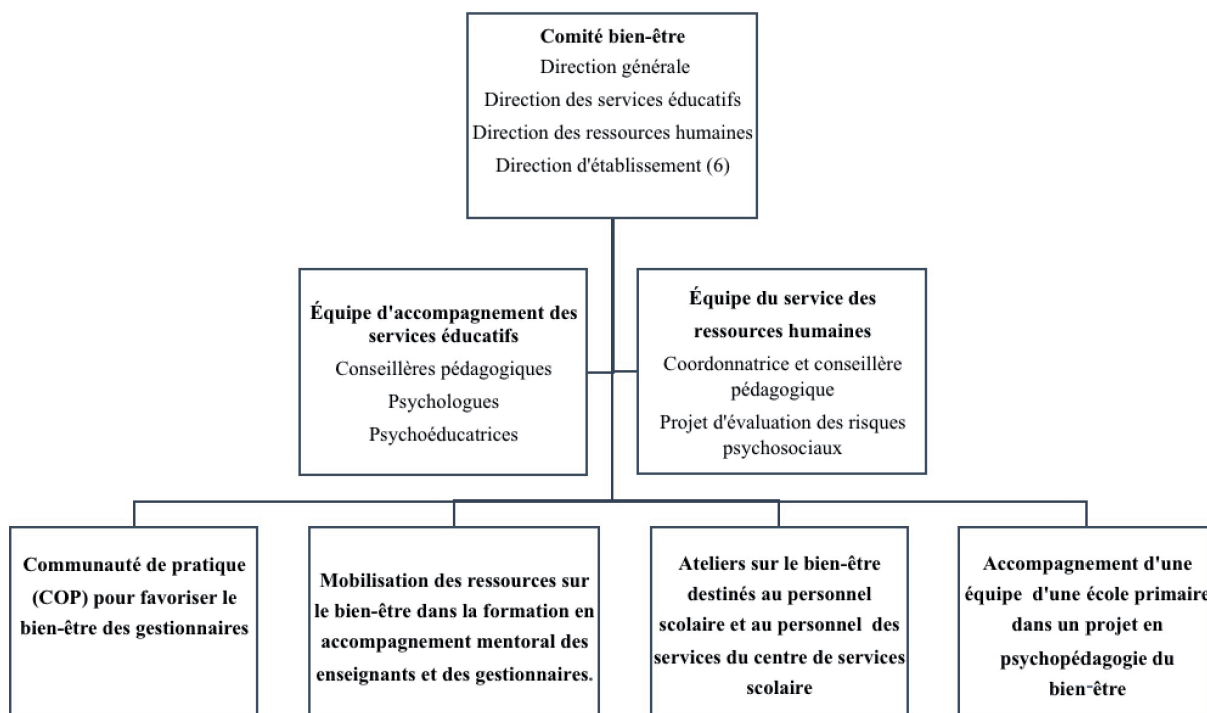 Comité bien-être
Direction générale
Direction des services éducatifs
Direction des ressources humaines
Direction d'établissement (6)
Équipe d'accompagnement des
services éducatifs
Conseillères pédagogiques
Psychologues
Psychoéducatrices
Équipe du service des
ressources humaines
Coordonnatrice et conseillère
pédagogique
Projet d'évaluation des risques
psychosociaux
Communauté de pratique
(COP) pour favoriser le
bien-être des gestionnaires
Mobilisation des ressources sur
le bien-être dans la formation en
accompagnement mentoral des
enseignants et des gestionnaires.
Ateliers sur le bien-être
destinés au personnel
scolaire et au personnel des
services du centre de services
scolaire
Accompagnement d'une
équipe d'une école primaire
dans un projet en
psychopédagogie du
bien-être